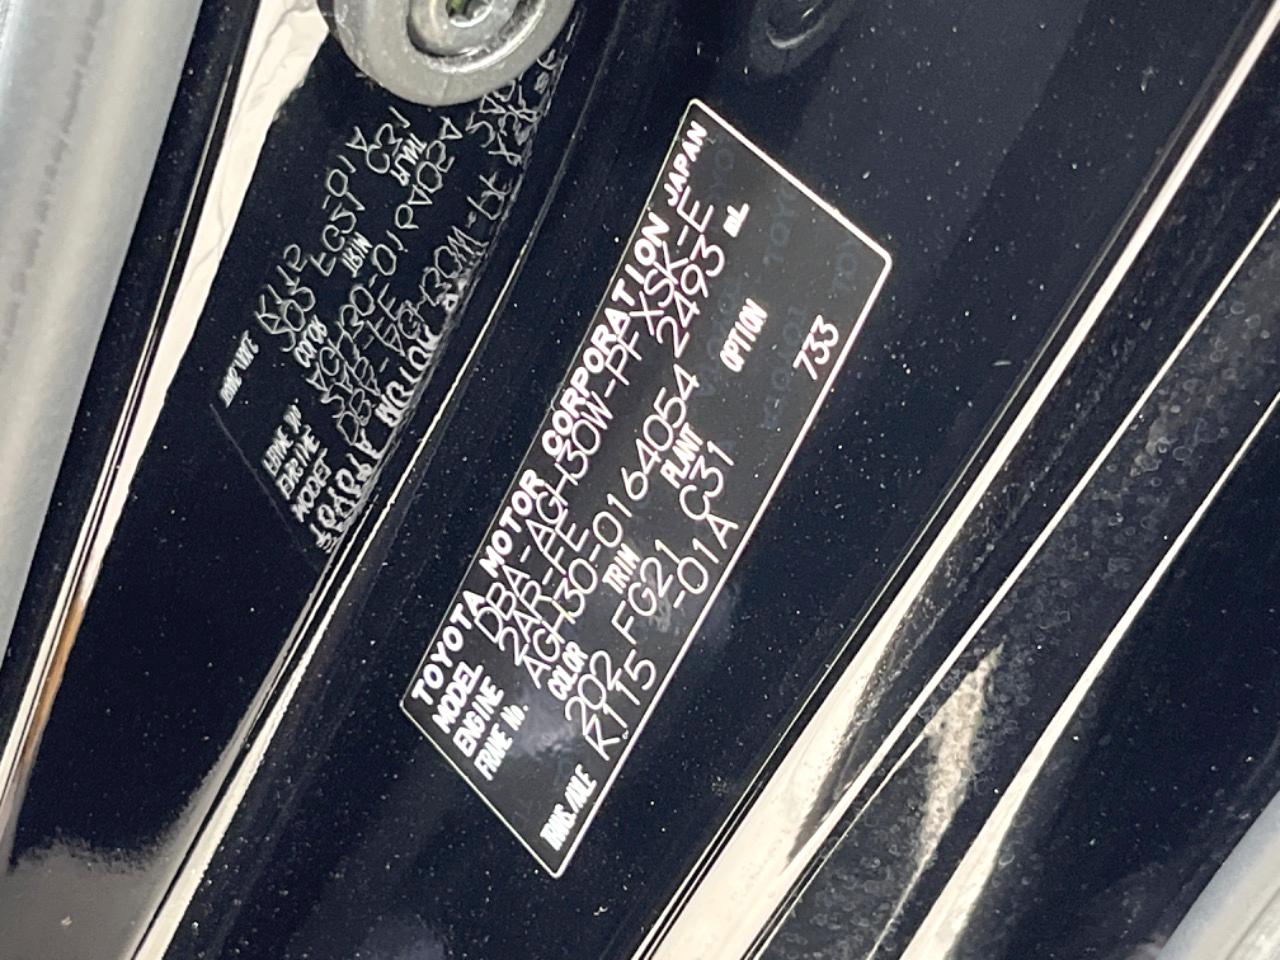 TOYOTA MOTOR CORPORATION JAPAN
MODEL DBA-AGH30W-PFXSK-E
ENGINE 2AR-FE 2493 mL
FRAME No. AGH30-0164054
COLOR TRIM PLANT OPTION
202 FG21 C31 733
TRANS./AXLE K115 -01A